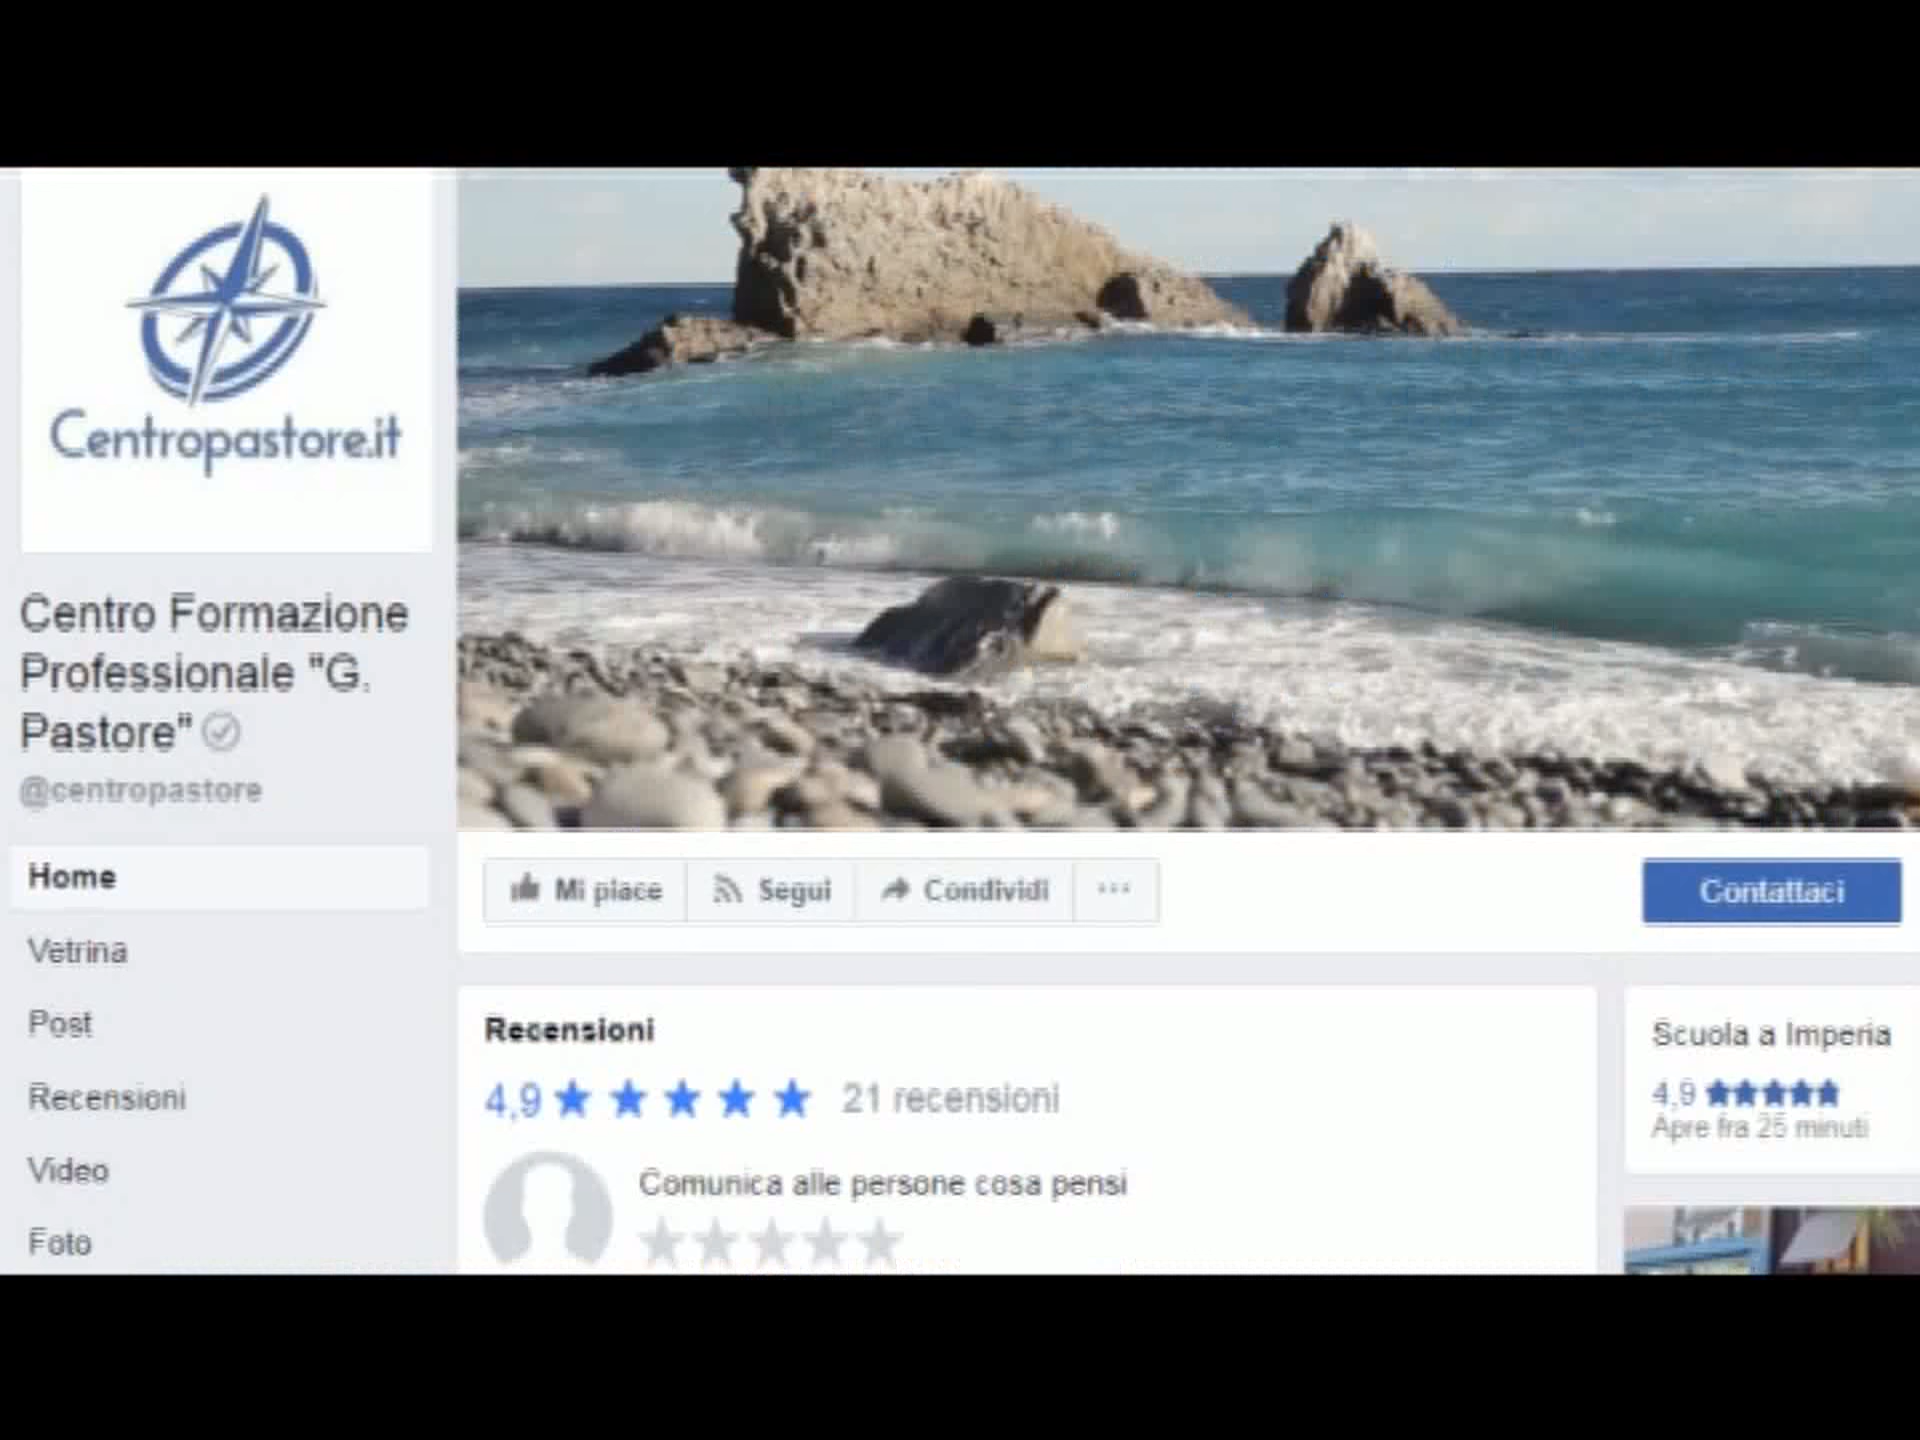 Centropastore.it
Centro Formazione
Professionale "G.
Pastore"
@centropastore
Home
Vetrina
Post
Recensioni
Video
Foto
Mi piace
Segui
Condividi
Contattaci
Recensioni
4,9
21 recensioni
Comunica alle persone cosa pensi
Scuola a Imperia
4,9
Apre fra 25 minuti